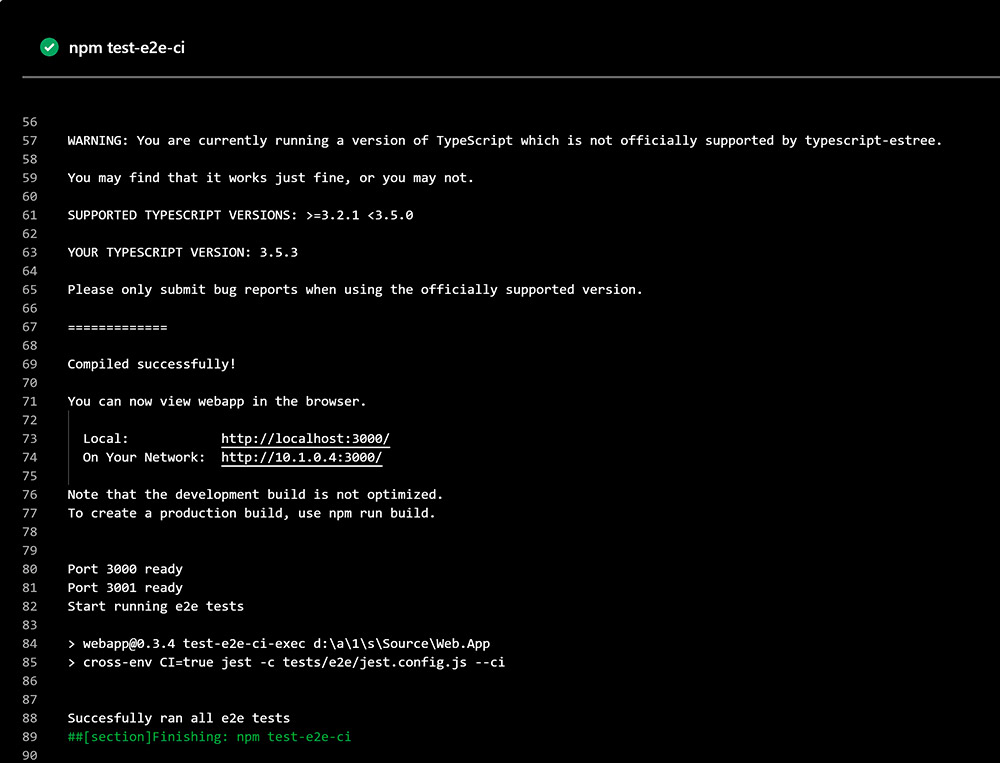 npm test-e2e-ci
56
57 WARNING: You are currently running a version of TypeScript which is not officially supported by typescript-estree.
58
59 You may find that it works just fine, or you may not.
60
61 SUPPORTED TYPESCRIPT VERSIONS: >=3.2.1 <3.5.0
62
63 YOUR TYPESCRIPT VERSION: 3.5.3
64
65 Please only submit bug reports when using the officially supported version.
66
67 =============
68
69 Compiled successfully!
70
71 You can now view webapp in the browser.
72
73 Local: http://localhost:3000/
74 On Your Network: http://10.1.0.4:3000/
75
76 Note that the development build is not optimized.
77 To create a production build, use npm run build.
78
79
80 Port 3000 ready
81 Port 3001 ready
82 Start running e2e tests
83
84 > webapp@0.3.4 test-e2e-ci-exec d:\a\1\s\Source\Web.App
85 > cross-env CI=true jest -c tests/e2e/jest.config.js --ci
86
87
88 Succesfully ran all e2e tests
89 ##[section]Finishing: npm test-e2e-ci
90